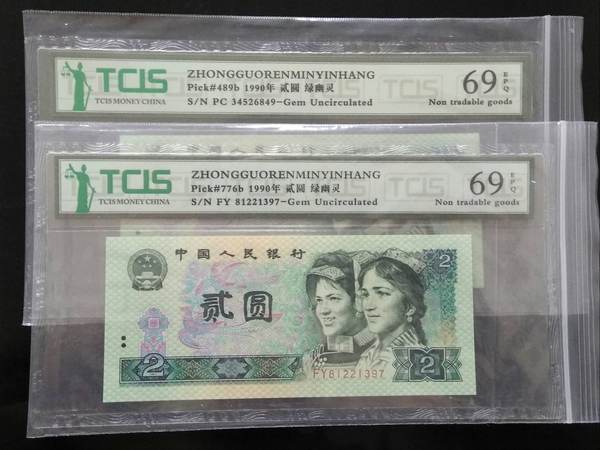 TCIS
TCIS MONEY CHINA
ZHONGGUORENMINYINHANG
Pick#489b 1990年 贰圆 绿幽灵
S/N PC 34526849-Gem Uncirculated
69 EPQ
Non tradable goods
TCIS
TCIS MONEY CHINA
ZHONGGUORENMINYINHANG
Pick#776b 1990年 贰圆 绿幽灵
S/N FY 81221397-Gem Uncirculated
69 EPQ
Non tradable goods
中国人民银行
2
贰圆
2
2
FY81221397